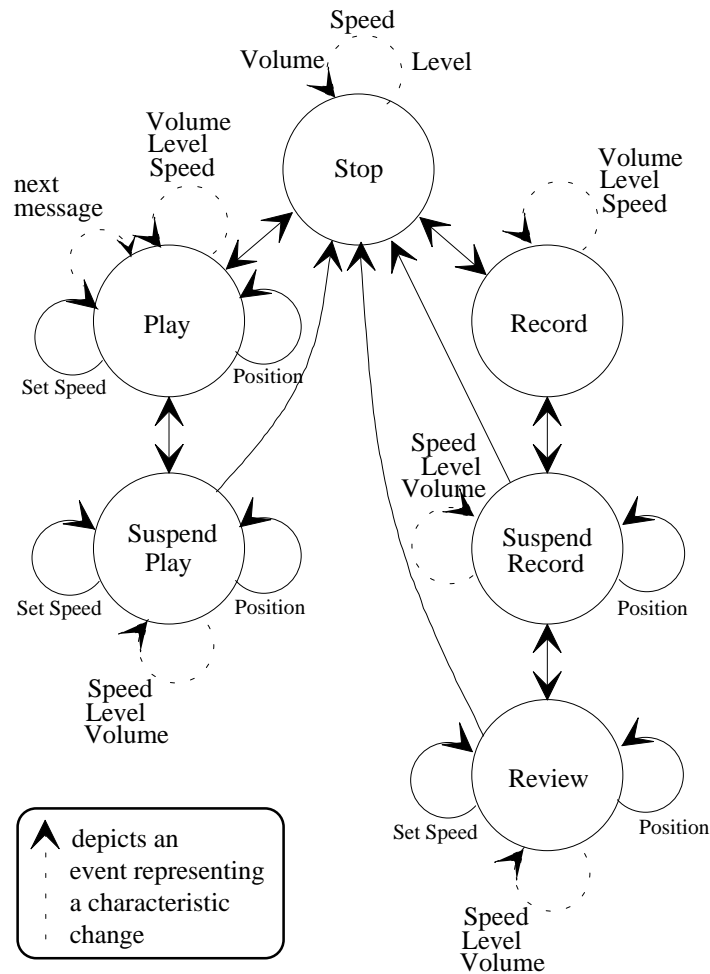 Speed
Volume
Level
Stop
Volume
Level
Speed
next
message
Play
Set Speed
Position
Volume
Level
Speed
Record
Suspend
Play
Set Speed
Position
Speed
Level
Volume
Speed
Level
Volume
Suspend
Record
Position
Review
Set Speed
Position
Speed
Level
Volume
depicts an
event representing
a characteristic
change